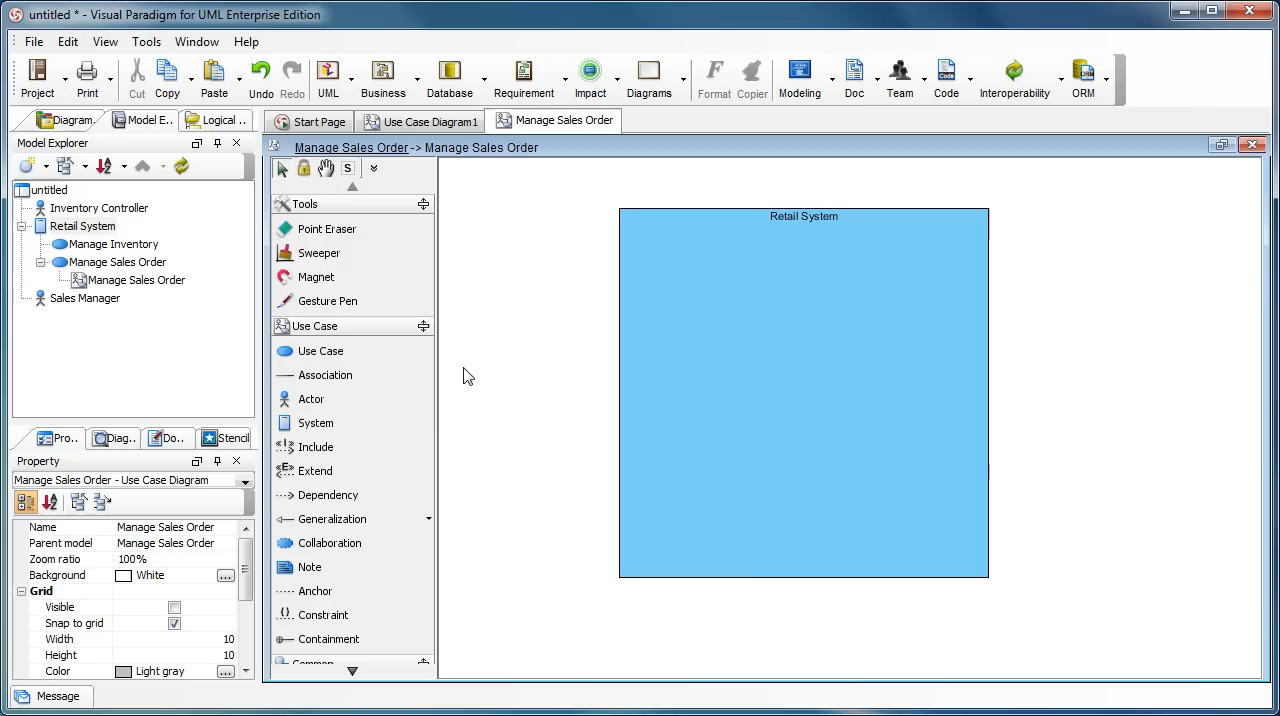 untitled * - Visual Paradigm for UML Enterprise Edition
File Edit View Tools Window Help
Project Print Cut Copy Paste Undo Redo UML Business Database Requirement Impact Diagrams Format Copier Modeling Doc Team Code Interoperability ORM
Diagram. Model E.. Logical .. Start Page Use Case Diagram1 Manage Sales Order
Model Explorer
Manage Sales Order -> Manage Sales Order
S
untitled
Inventory Controller
Retail System
Manage Inventory
Manage Sales Order
Manage Sales Order
Sales Manager
Tools
Point Eraser
Sweeper
Magnet
Gesture Pen
Use Case
Use Case
Association
Actor
System
Include
Extend
Dependency
Generalization
Collaboration
Note
Anchor
Constraint
Containment
Common
Retail System
Pro.. Diag.. Do.. Stencil
Property
Manage Sales Order - Use Case Diagram
Name Manage Sales Order
Parent model Manage Sales Order
Zoom ratio 100%
Background White ...
Grid
Visible
Snap to grid
Width 10
Height 10
Color Light gray ...
Message